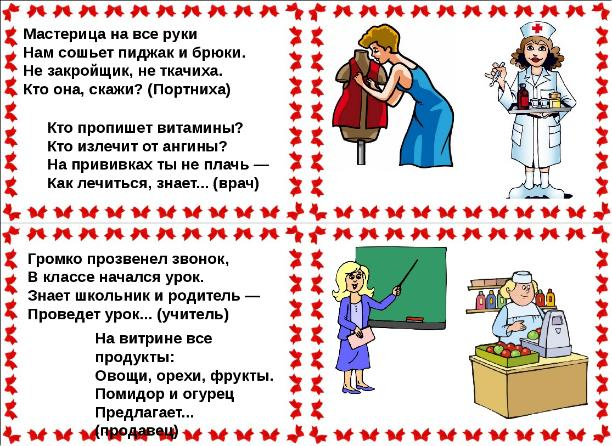 Мастерица на все руки
Нам сошьет пиджак и брюки.
Не закройщик, не ткачиха.
Кто она, скажи? (Портниха)
Кто пропишет витамины?
Кто излечит от ангины?
На прививках ты не плачь —
Как лечиться, знает... (врач)
Громко прозвенел звонок,
В классе начался урок.
Знает школьник и родитель —
Проведет урок... (учитель)
На витрине все
продукты:
Овощи, орехи, фрукты.
Помидор и огурец
Предлагает...
(продавец)